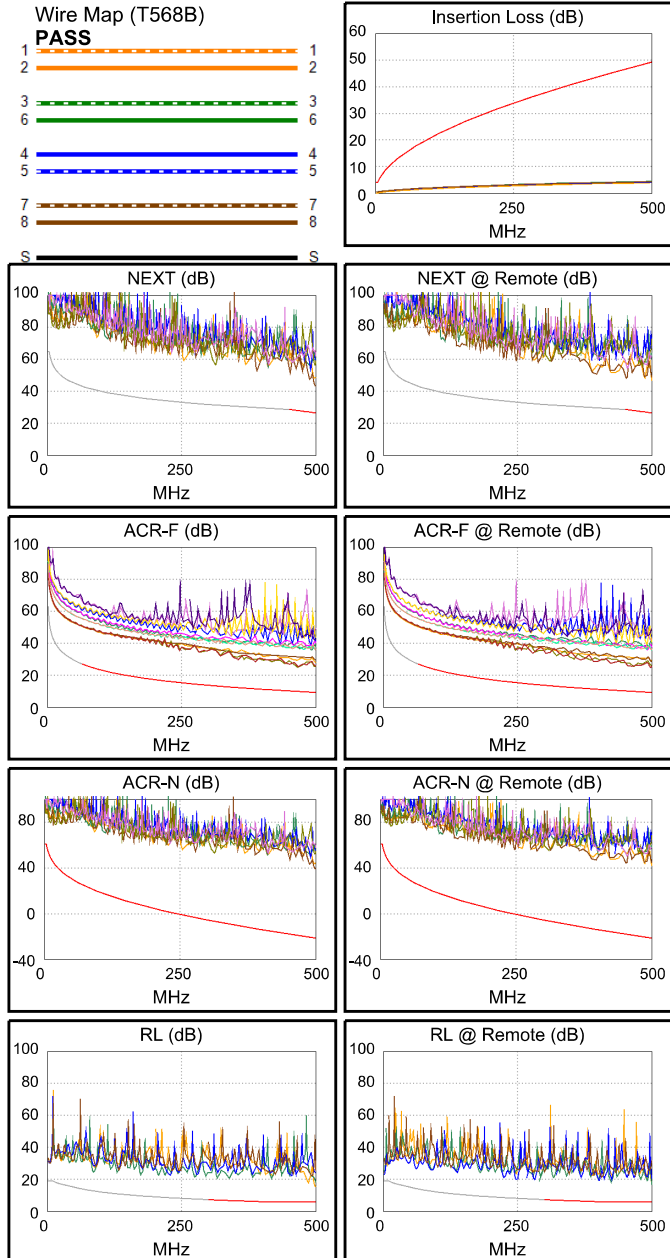 Wire Map (T568B)
PASS
1 1
2 2
3 3
6 6
4 4
5 5
7 7
8 8
S S
Insertion Loss (dB)
60
50
40
30
20
10
0
0 250 500
MHz
NEXT (dB)
100
80
60
40
20
0
0 250 500
MHz
NEXT @ Remote (dB)
100
80
60
40
20
0
0 250 500
MHz
ACR-F (dB)
100
80
60
40
20
0
0 250 500
MHz
ACR-F @ Remote (dB)
100
80
60
40
20
0
0 250 500
MHz
ACR-N (dB)
80
40
0
-40
0 250 500
MHz
ACR-N @ Remote (dB)
80
40
0
-40
0 250 500
MHz
RL (dB)
100
80
60
40
20
0
0 250 500
MHz
RL @ Remote (dB)
100
80
60
40
20
0
0 250 500
MHz